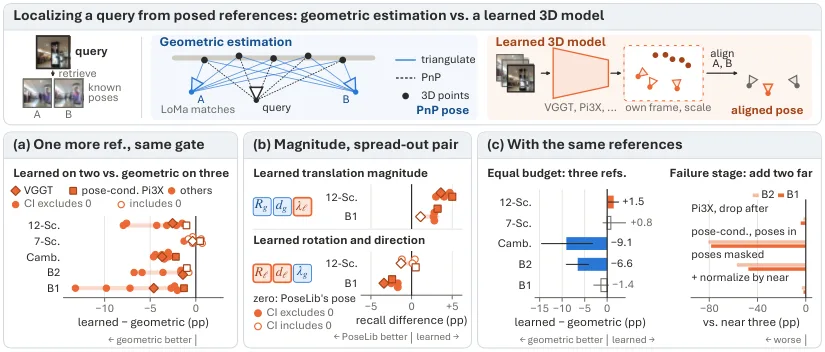 Localizing a query from posed references: geometric estimation vs. a learned 3D model
query
retrieve
known
poses
A
B
Geometric estimation
A
B
LoMa matches
query
triangulate
PnP
3D points
PnP pose
Learned 3D model
VGGT, Pi3X, ...
own frame, scale
align
A, B
aligned pose
(a) One more ref., same gate
Learned on two vs. geometric on three
VGGT
pose-cond. Pi3X
others
CI excludes 0
includes 0
12-Sc.
7-Sc.
Camb.
B2
B1
−10
−5
0
learned − geometric (pp)
← geometric better
(b) Magnitude, spread-out pair
Learned translation magnitude
Rg dg λℓ
12-Sc.
B1
Learned rotation and direction
Rℓ dℓ λg
12-Sc.
B1
zero: PoseLib's pose
CI excludes 0
CI includes 0
−5
0
+5
recall difference (pp)
← PoseLib better
learned →
(c) With the same references
Equal budget: three refs.
12-Sc.
+1.5
7-Sc.
+0.8
Camb.
−9.1
B2
−6.6
B1
−1.4
−15
−10
−5
0
learned − geometric (pp)
← geometric better
learned →
Failure stage: add two far
B2
B1
Pi3X, drop after
pose-cond., poses in
poses masked
+ normalize by near
−80
−40
0
vs. near three (pp)
← worse